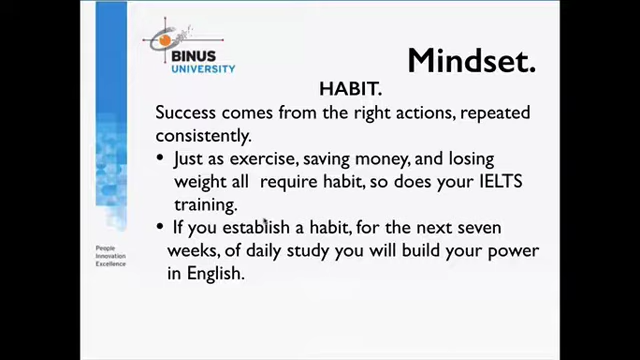 BINUS
UNIVERSITY
Mindset.
HABIT.
Success comes from the right actions, repeated
consistently.
• Just as exercise, saving money, and losing
weight all require habit, so does your IELTS
training.
• If you establish a habit, for the next seven
weeks, of daily study you will build your power
in English.
People
Innovation
Excellence